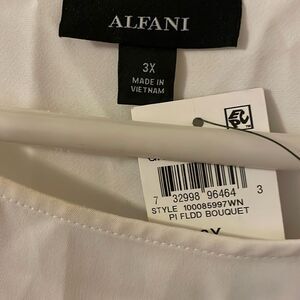 ALFANI
3X
MADE IN
VIETNAM
7 32998 96464 3
STYLE 100085997WN
PI FLDD BOUQUET